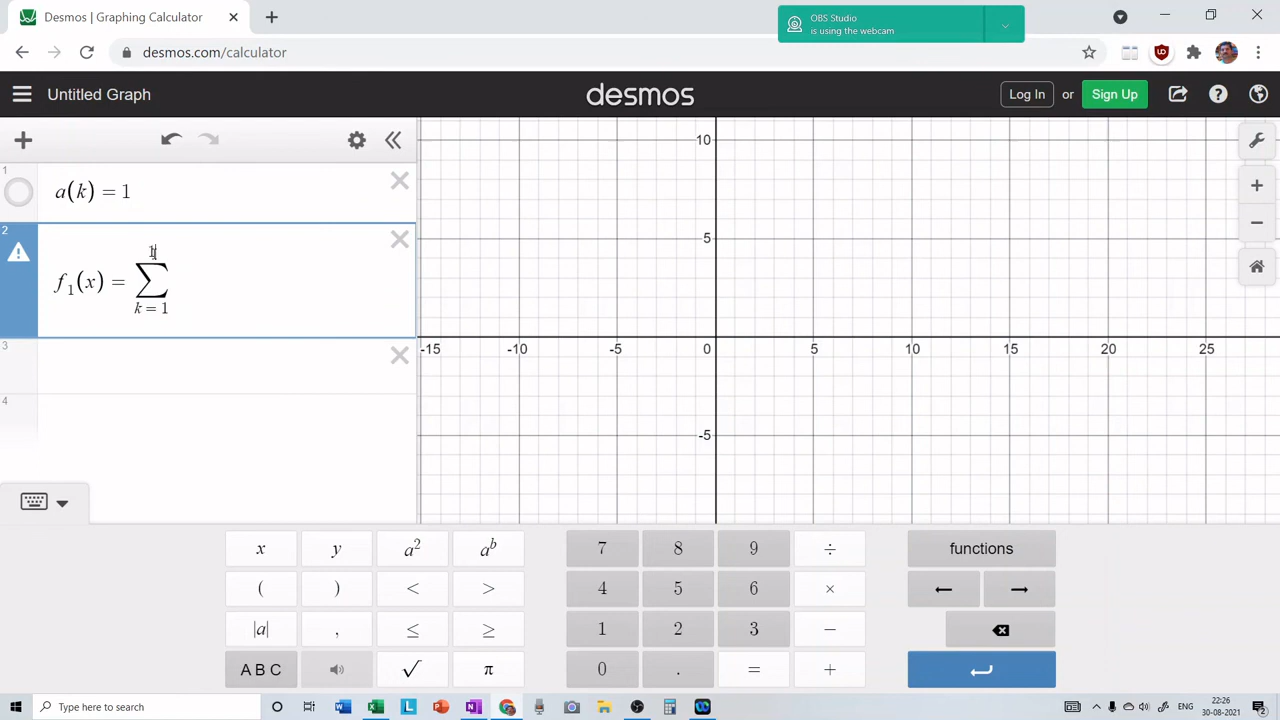 Desmos | Graphing Calculator
OBS Studio
is using the webcam
desmos.com/calculator
Untitled Graph
desmos
Log In or Sign Up
1
a(k) = 1
2
1
f₁(x) = ∑
k = 1
3
4
10
5
-15 -10 -5 0 5 10 15 20 25
-5
x y a² aᵇ 7 8 9 ÷ functions
( ) < > 4 5 6 × ← →
|a| , ≤ ≥ 1 2 3 −
A B C √ π 0 . = +
Type here to search
ENG
22:26
30-08-2021
2